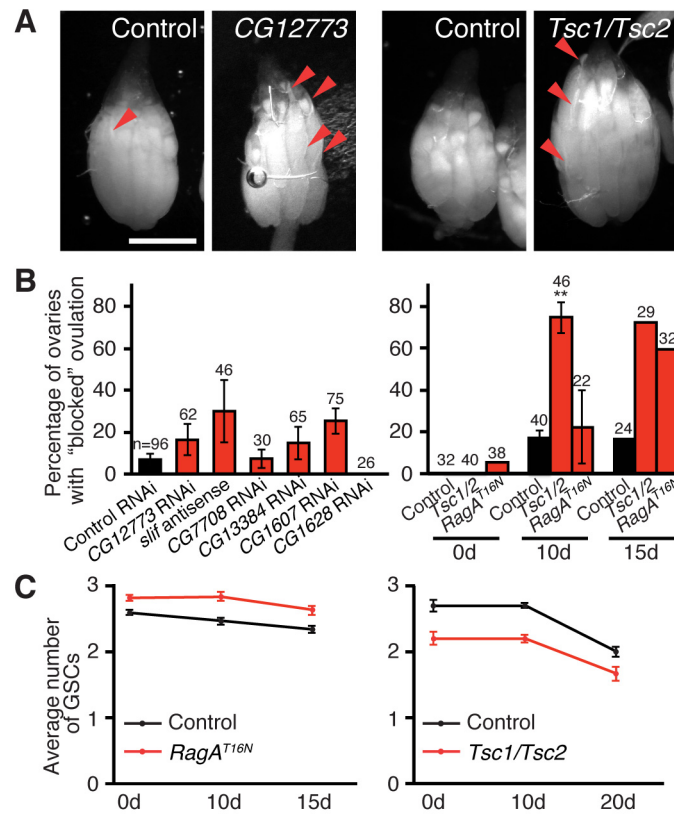 A
Control
CG12773
Control
Tsc1/Tsc2
B
Percentage of ovaries
with “blocked” ovulation
80
60
40
20
0
n=96
62
46
30
65
75
26
Control RNAi
CG12773 RNAi
slif antisense
CG7708 RNAi
CG13384 RNAi
CG1607 RNAi
CG1628 RNAi
80
60
40
20
0
32
40
38
40
46
**
22
24
29
32
Control
Tsc1/2
RagA^T16N
Control
Tsc1/2
RagA^T16N
Control
Tsc1/2
RagA^T16N
0d
10d
15d
C
Average number
of GSCs
3
2
1
0
Control
RagA^T16N
0d
10d
15d
3
2
1
0
Control
Tsc1/Tsc2
0d
10d
20d